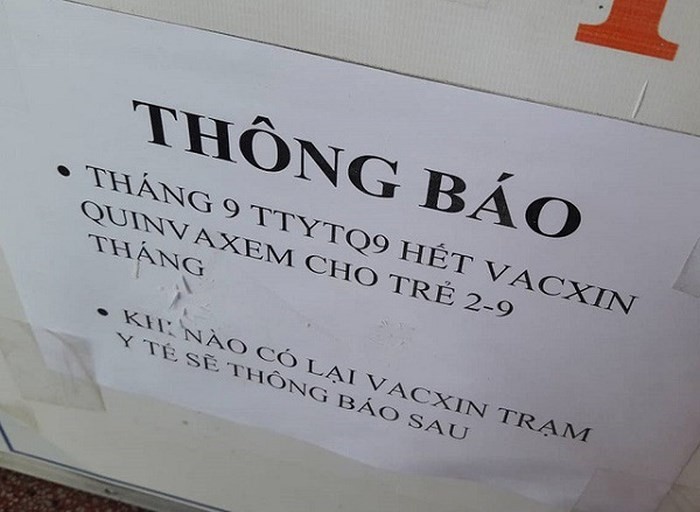 THÔNG BÁO
• THÁNG 9 TTYTQ9 HẾT VACXIN
QUINVAXEM CHO TRẺ 2-9
THÁNG
• KHI NÀO CÓ LẠI VACXIN TRẠM
Y TẾ SẼ THÔNG BÁO SAU